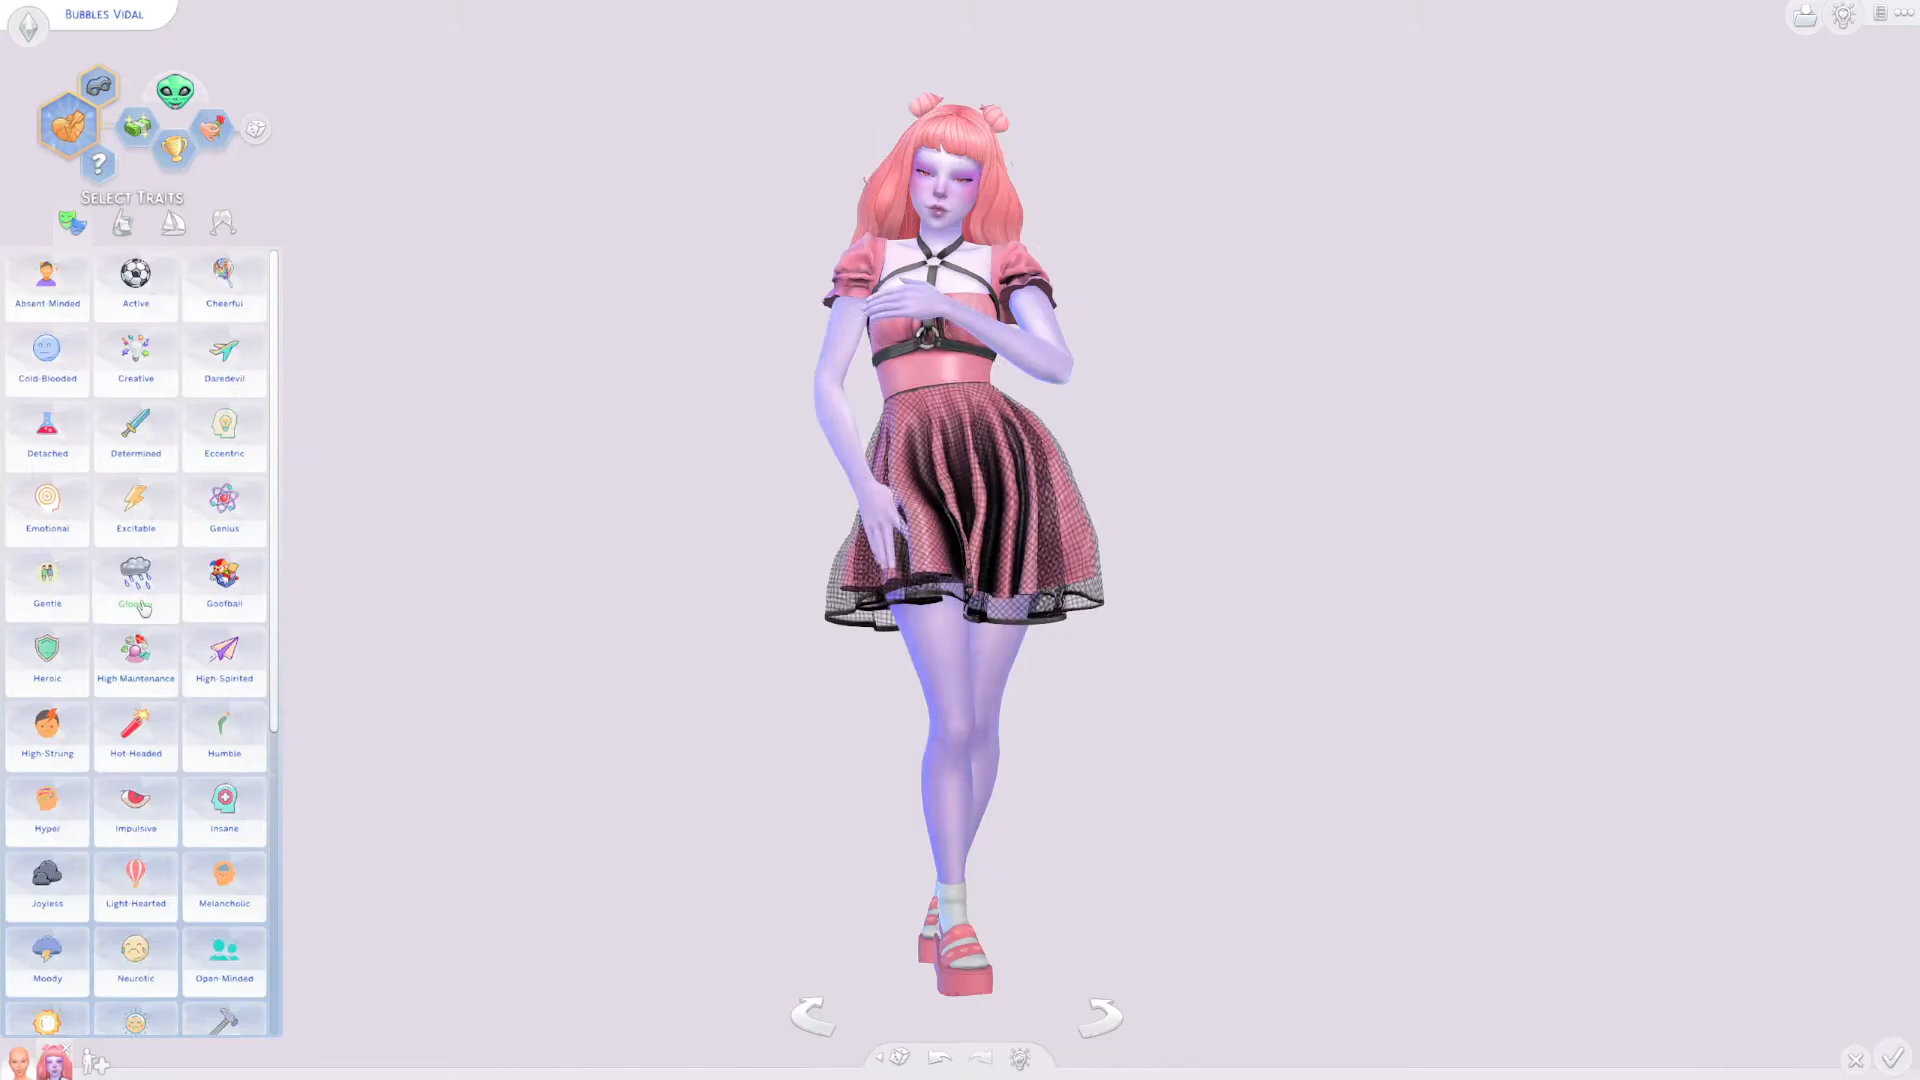 BUBBLES VIDAL
?
SELECT TRAITS
Absent-Minded Active Cheerful
Cold-Blooded Creative Daredevil
Detached Determined Eccentric
Emotional Excitable Genius
Gentle Goofball
Heroic High Maintenance High-Spirited
High-Strung Hot-Headed Humble
Hyper Impulsive Insane
Joyless Light-Hearted Melancholic
Moody Neurotic Open-Minded